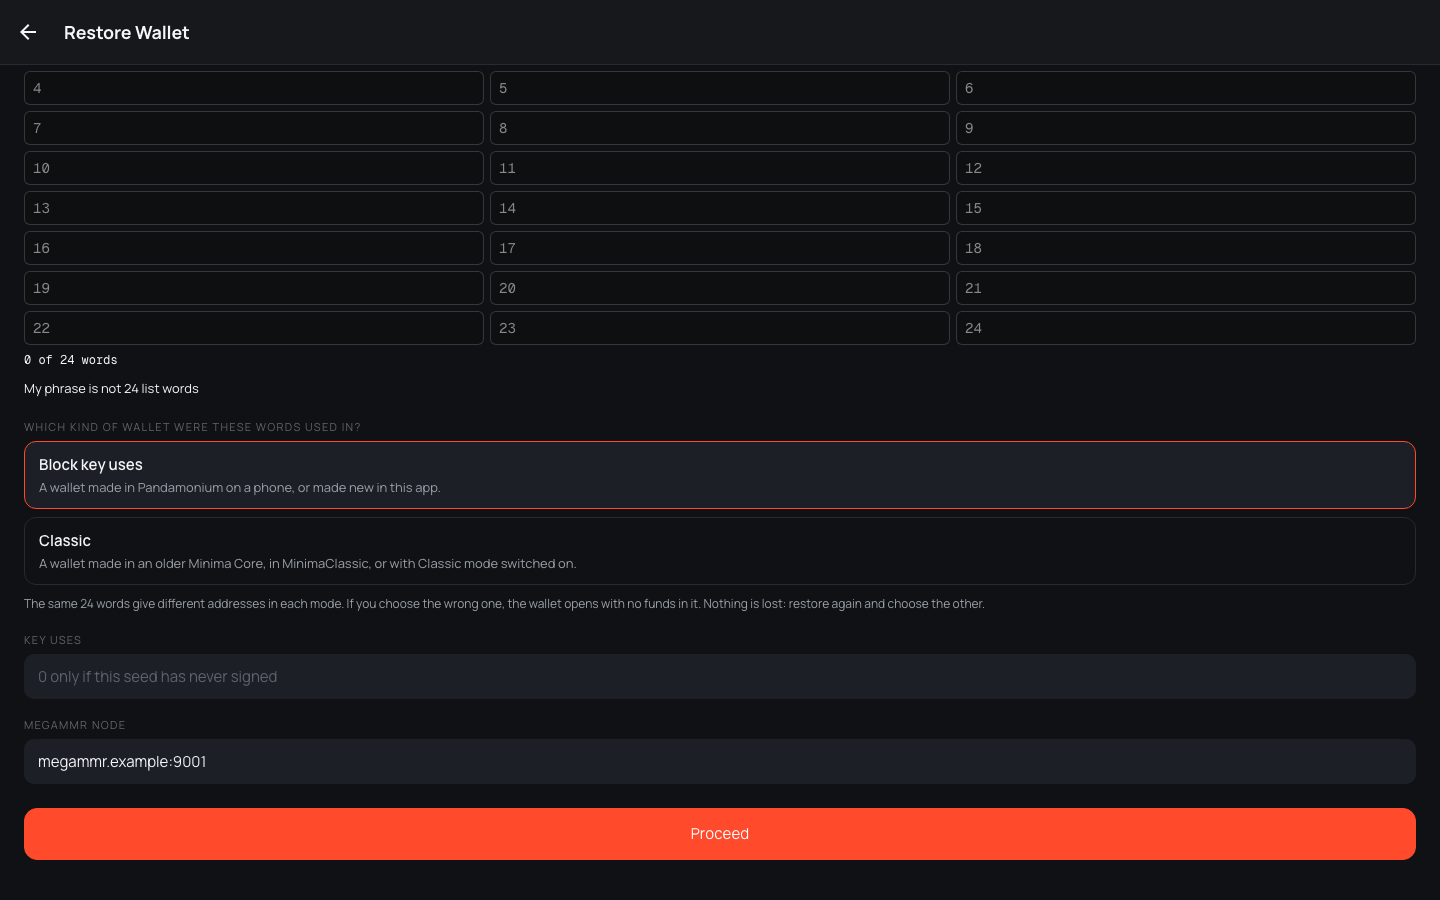 Restore Wallet
4 5 6
7 8 9
10 11 12
13 14 15
16 17 18
19 20 21
22 23 24
0 of 24 words
My phrase is not 24 list words
WHICH KIND OF WALLET WERE THESE WORDS USED IN?
Block key uses
A wallet made in Pandamonium on a phone, or made new in this app.
Classic
A wallet made in an older Minima Core, in MinimaClassic, or with Classic mode switched on.
The same 24 words give different addresses in each mode. If you choose the wrong one, the wallet opens with no funds in it. Nothing is lost: restore again and choose the other.
KEY USES
0 only if this seed has never signed
MEGAMMR NODE
megammr.example:9001
Proceed